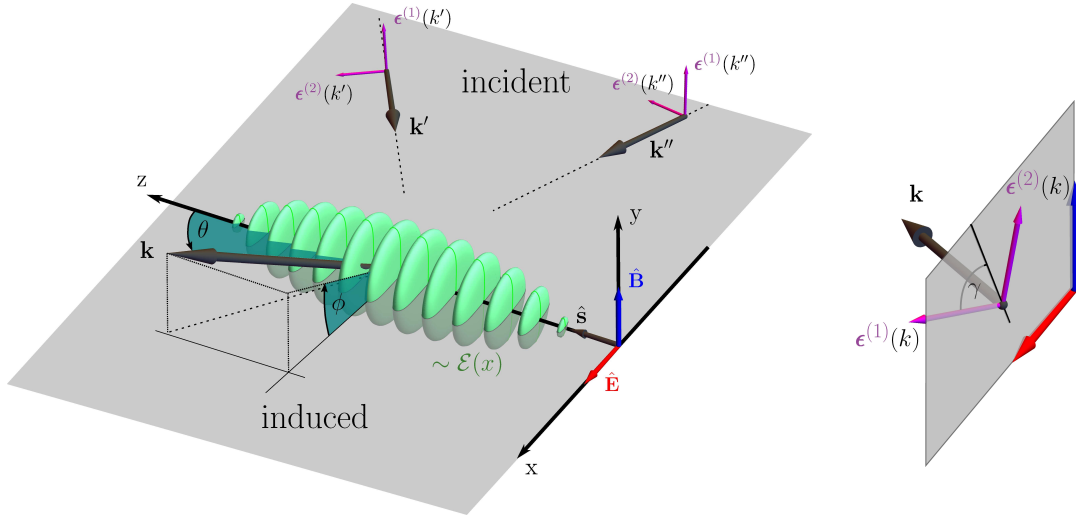 ϵ⁽¹⁾(k′)
ϵ⁽²⁾(k′)
incident
k′
ϵ⁽¹⁾(k′′)
ϵ⁽²⁾(k′′)
k′′
z
θ
k
ϕ
y
B̂
ŝ
∼ ℰ(x)
Ê
induced
x
k
ϵ⁽²⁾(k)
γ
ϵ⁽¹⁾(k)